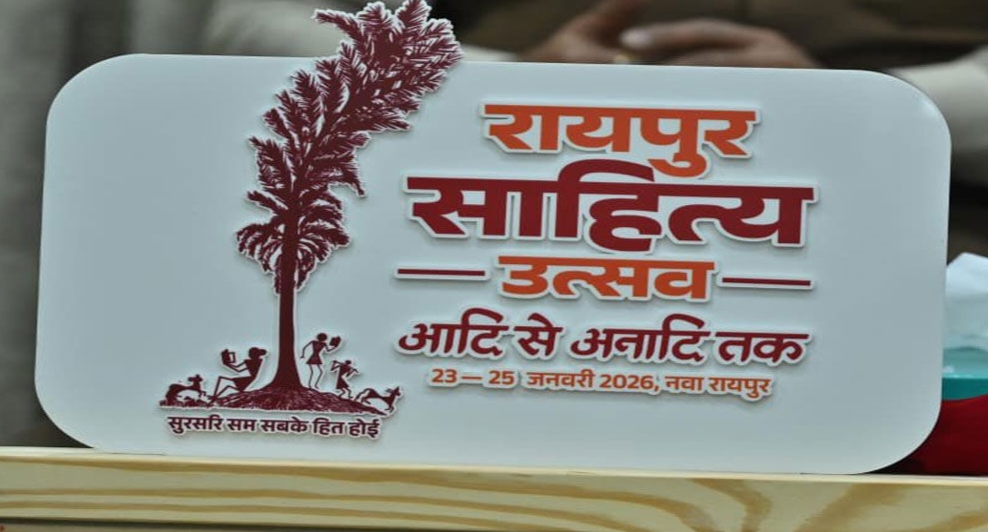 रायपुर
साहित्य
उत्सव
आदि से अनादि तक
23 – 25 जनवरी 2026, नवा रायपुर
सुरसरि सम सबके हित होई